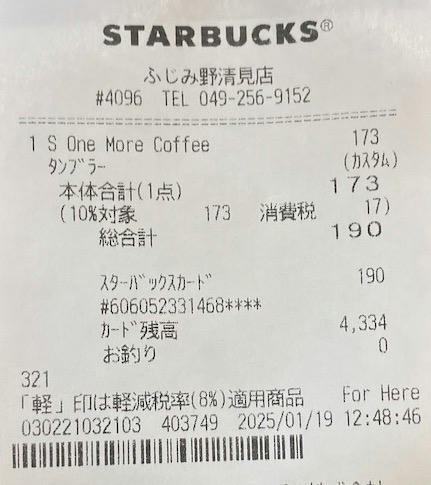 STARBUCKS®
ふじみ野清見店
#4096 TEL 049-256-9152
1 S One More Coffee 173
タンブラー (カスタム)
本体合計(1点) 173
(10%対象 173 消費税 17)
総合計 190
スターバックスカード 190
#606052331468****
カード残高 4,334
お釣り 0
321
「軽」印は軽減税率(8%)適用商品 For Here
030221032103 403749 2025/01/19 12:48:46